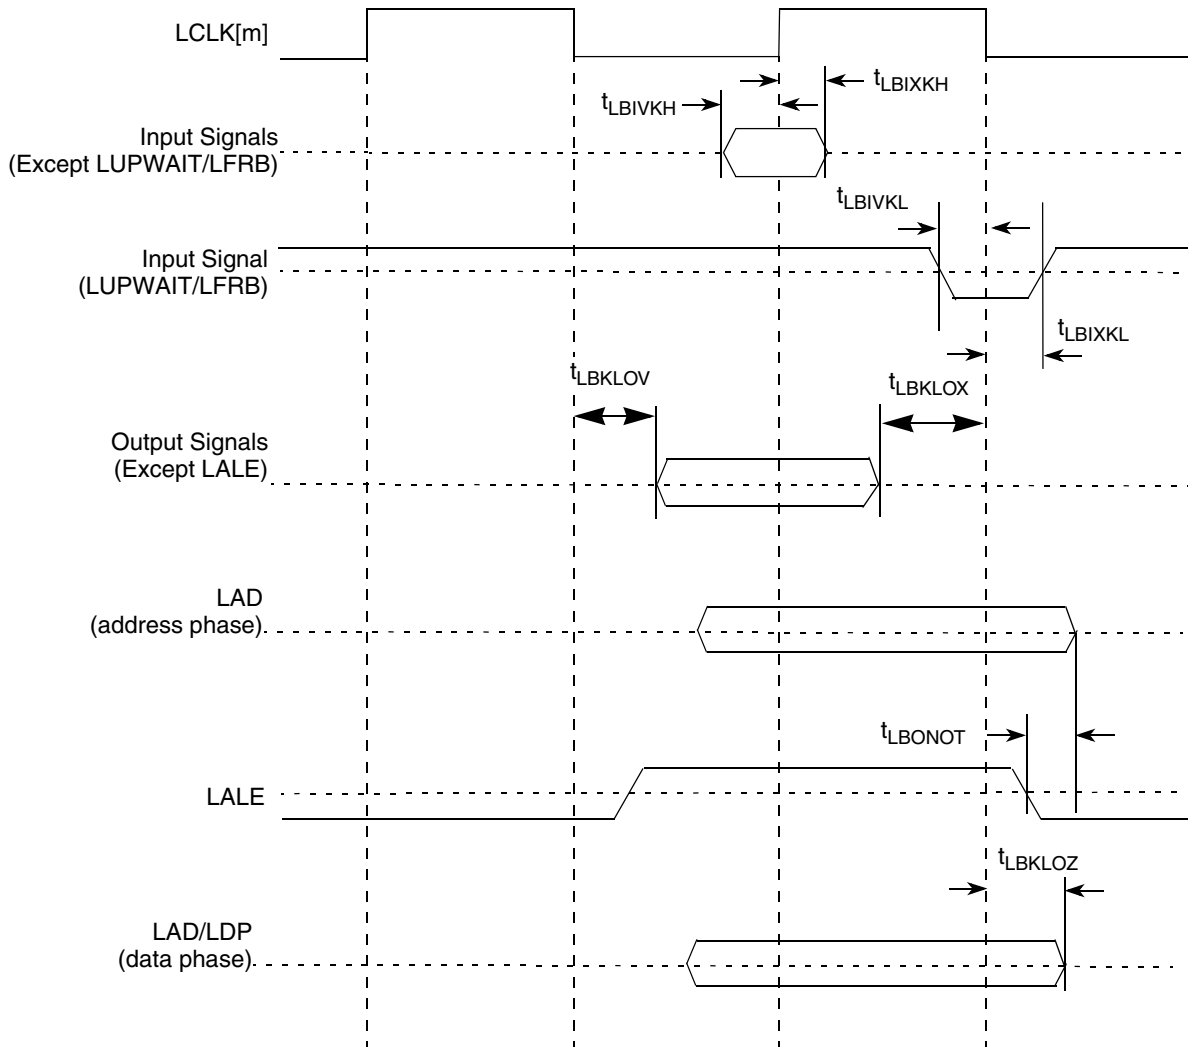 LCLK[m]
tLBIXKH
tLBIVKH
Input Signals
(Except LUPWAIT/LFRB)
tLBIVKL
Input Signal
(LUPWAIT/LFRB)
tLBIXKL
tLBKLOV
tLBKLOX
Output Signals
(Except LALE)
LAD
(address phase)
tLBONOT
LALE
tLBKLOZ
LAD/LDP
(data phase)